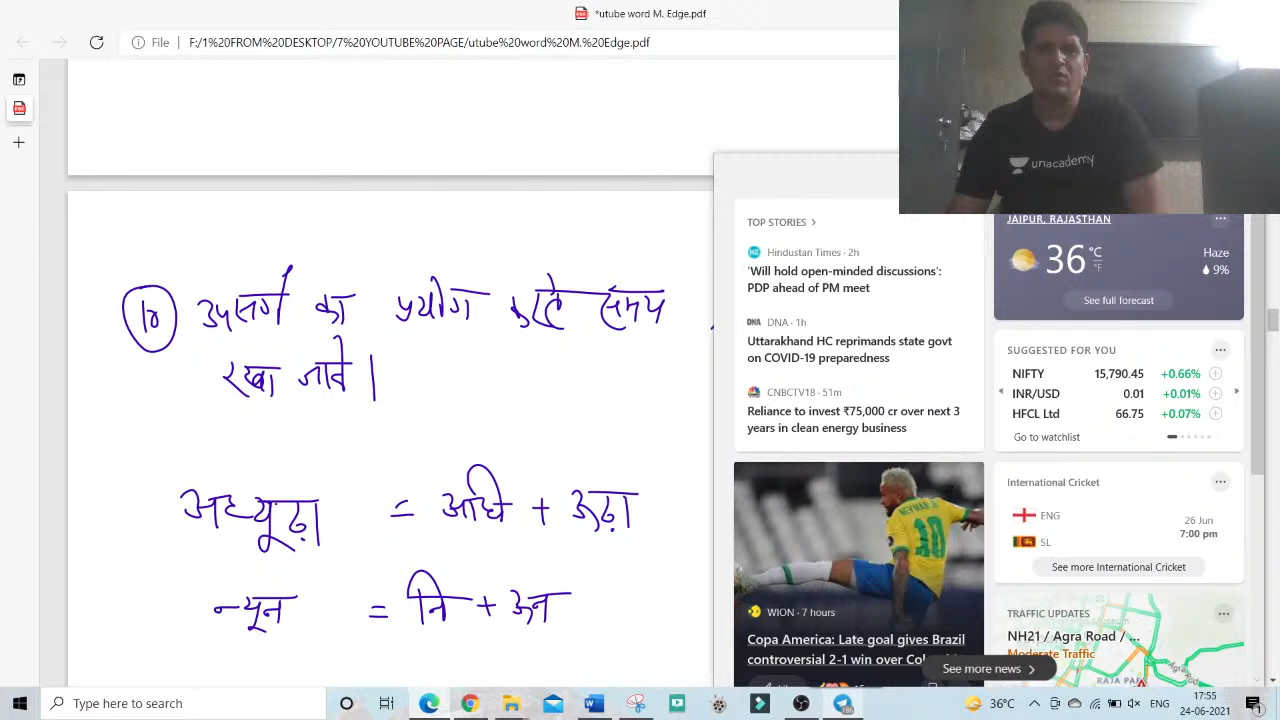 *utube word M. Edge.pdf
File F:/1%20FROM%20DESKTOP/7%20YOUTUBE%20PAGE/utube%20word%20M.%20Edge.pdf
unacademy
10 उपसर्ग का प्रयोग करते समय
रखा जावे |
अध्यूढ़ा = अधि + ऊढ़ा
न्यून = नि + ऊन
TOP STORIES >
Hindustan Times · 2h
'Will hold open-minded discussions':
PDP ahead of PM meet
DNA DNA · 1h
Uttarakhand HC reprimands state govt
on COVID-19 preparedness
CNBCTV18 · 51m
Reliance to invest ₹75,000 cr over next 3
years in clean energy business
NEYMAR JR
10
WION · 7 hours
Copa America: Late goal gives Brazil
controversial 2-1 win over
JAIPUR, RAJASTHAN
36 °C °F
Haze
9%
See full forecast
SUGGESTED FOR YOU
NIFTY 15,790.45 +0.66%
INR/USD 0.01 +0.01%
HFCL Ltd 66.75 +0.07%
Go to watchlist
International Cricket
ENG
26 Jun
7:00 pm
SL
See more International Cricket
TRAFFIC UPDATES
NH21 / Agra Road / ...
Moderate Traffic
See more news >
Type here to search
36°C
ENG
17:55
24-06-2021
186
1